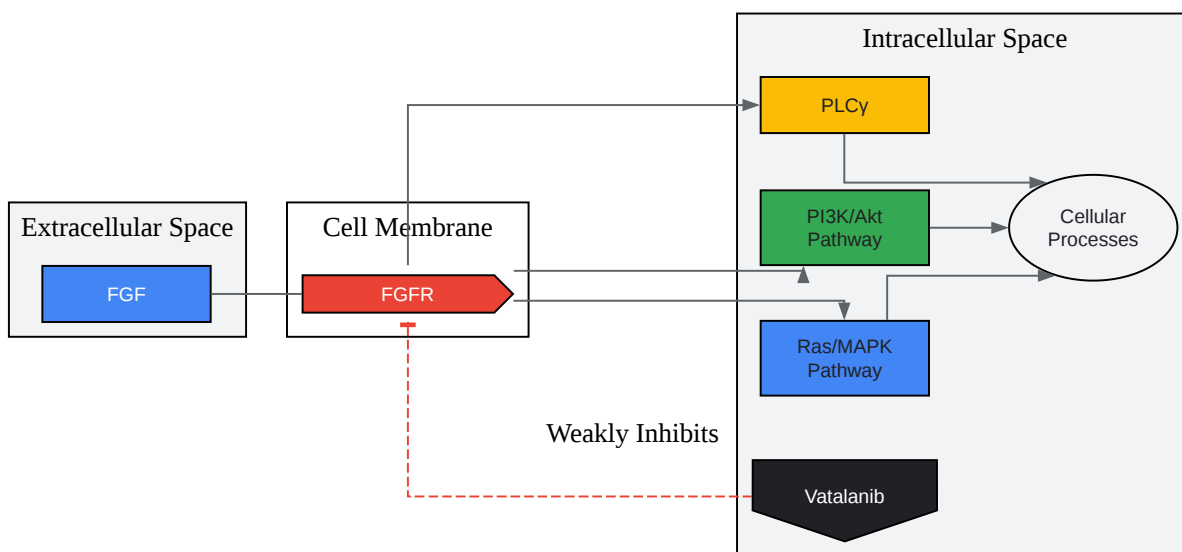 Intracellular Space
PLCγ
Extracellular Space
Cell Membrane
PI3K/Akt
Pathway
Cellular
Processes
FGF
FGFR
Ras/MAPK
Pathway
Weakly Inhibits
Vatalanib